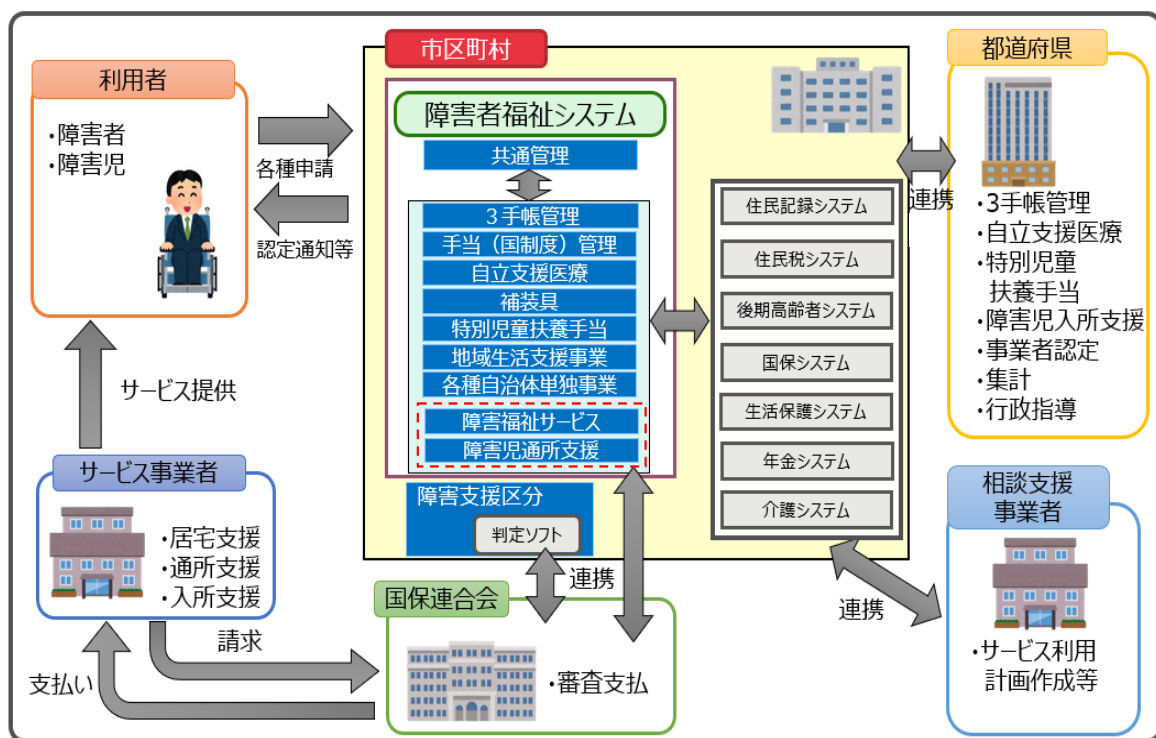 市区町村
都道府県
利用者
・障害者
・障害児
各種申請
認定通知等
障害者福祉システム
共通管理
３手帳管理
手当（国制度）管理
自立支援医療
補装具
特別児童扶養手当
地域生活支援事業
各種自治体単独事業
障害福祉サービス
障害児通所支援
障害支援区分
判定ソフト
住民記録システム
住民税システム
後期高齢者システム
国保システム
生活保護システム
年金システム
介護システム
連携
・3手帳管理
・自立支援医療
・特別児童
扶養手当
・障害児入所支援
・事業者認定
・集計
・行政指導
サービス提供
サービス事業者
・居宅支援
・通所支援
・入所支援
請求
支払い
国保連合会
・審査支払
連携
連携
相談支援
事業者
・サービス利用
計画作成等